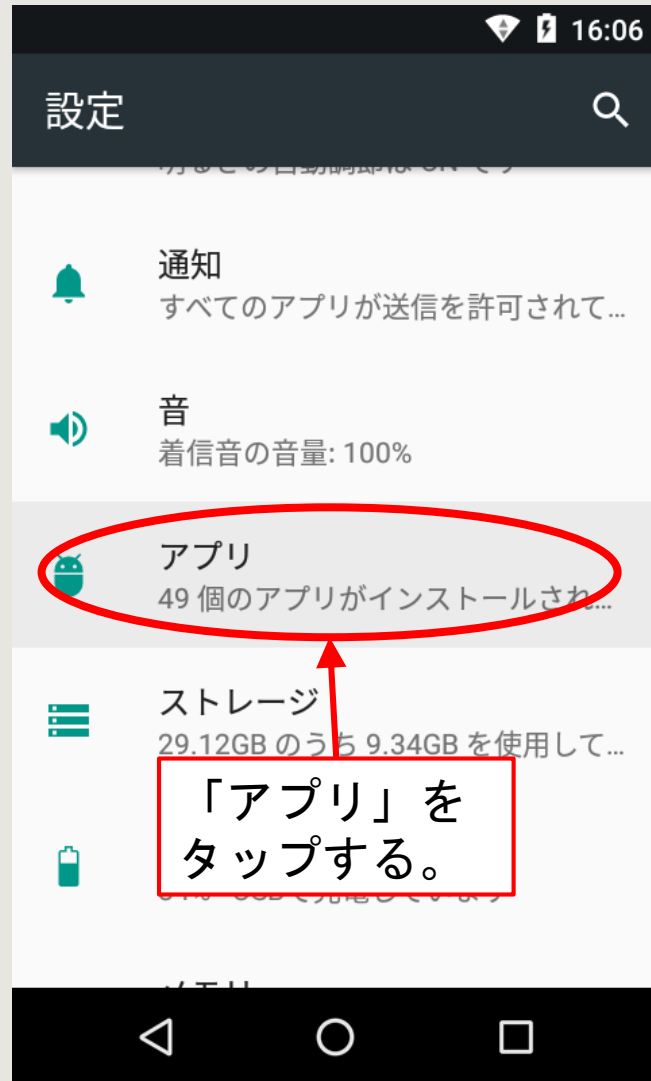 16:06
設定
通知
すべてのアプリが送信を許可されて…
音
着信音の音量: 100%
アプリ
49 個のアプリがインストールされ…
ストレージ
29.12GB のうち 9.34GB を使用して…
「アプリ」を
タップする。